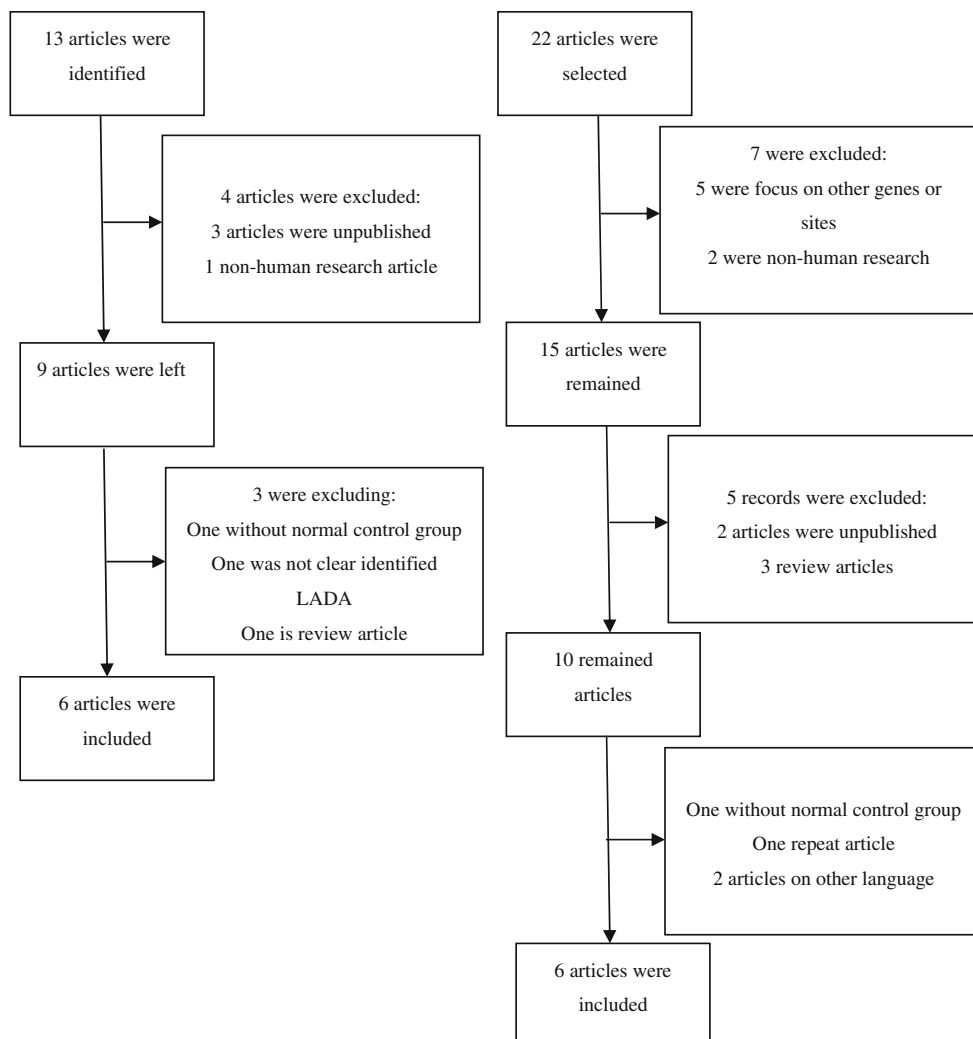 13 articles were
identified
4 articles were excluded:
3 articles were unpublished
1 non-human research article
9 articles were left
3 were excluding:
One without normal control group
One was not clear identified
LADA
One is review article
6 articles were
included
22 articles were
selected
7 were excluded:
5 were focus on other genes or
sites
2 were non-human research
15 articles were
remained
5 records were excluded:
2 articles were unpublished
3 review articles
10 remained
articles
One without normal control group
One repeat article
2 articles on other language
6 articles were
included